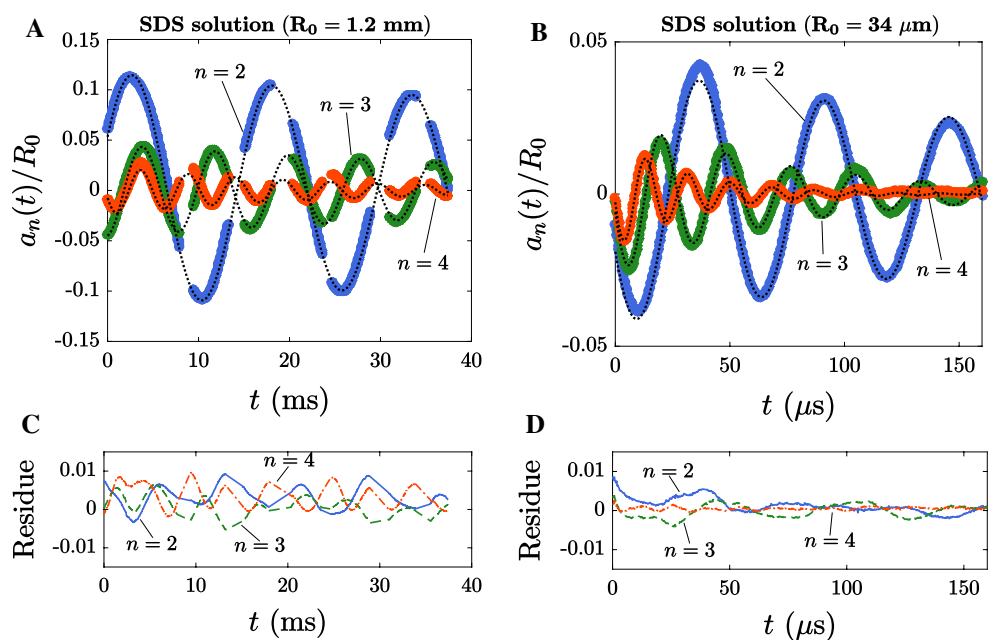 A
SDS solution (R₀ = 1.2 mm)
0.15
0.1
0.05
0
-0.05
-0.1
-0.15
aₙ(t)/R₀
n = 2
n = 3
n = 4
0
10
20
30
40
t (ms)
B
SDS solution (R₀ = 34 μm)
0.05
0
-0.05
aₙ(t)/R₀
n = 2
n = 3
n = 4
0
50
100
150
t (μs)
C
0.01
0
-0.01
Residue
n = 4
n = 2
n = 3
0
10
20
30
40
t (ms)
D
0.01
0
-0.01
Residue
n = 2
n = 3
n = 4
0
50
100
150
t (μs)